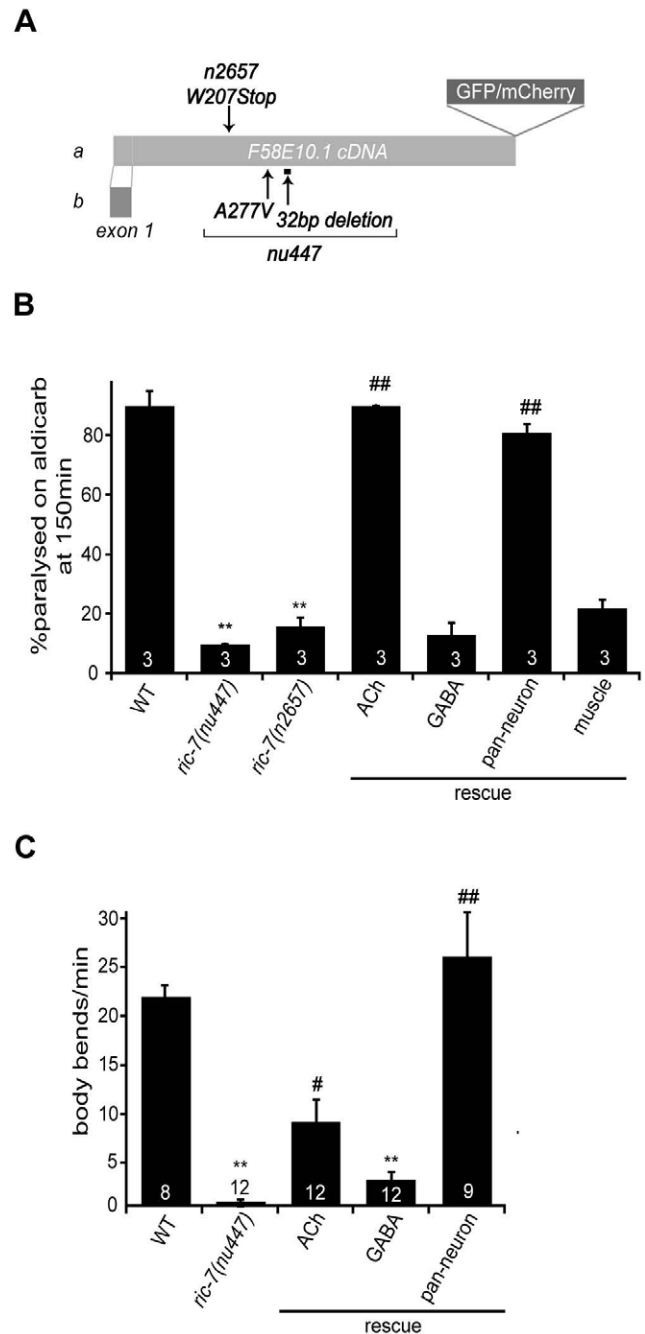 A
n2657
W207Stop
GFP/mCherry
a
F58E10.1 cDNA
b
exon 1
A277V
32bp deletion
nu447
B
%paralysed on aldicarb
at 150min
80
60
40
20
0
**
**
##
##
3
3
3
3
3
3
3
WT
ric-7(nu447)
ric-7(n2657)
ACh
GABA
pan-neuron
muscle
rescue
C
body bends/min
30
25
20
15
10
5
0
**
#
**
##
8
12
12
12
9
WT
ric-7(nu447)
ACh
GABA
pan-neuron
rescue